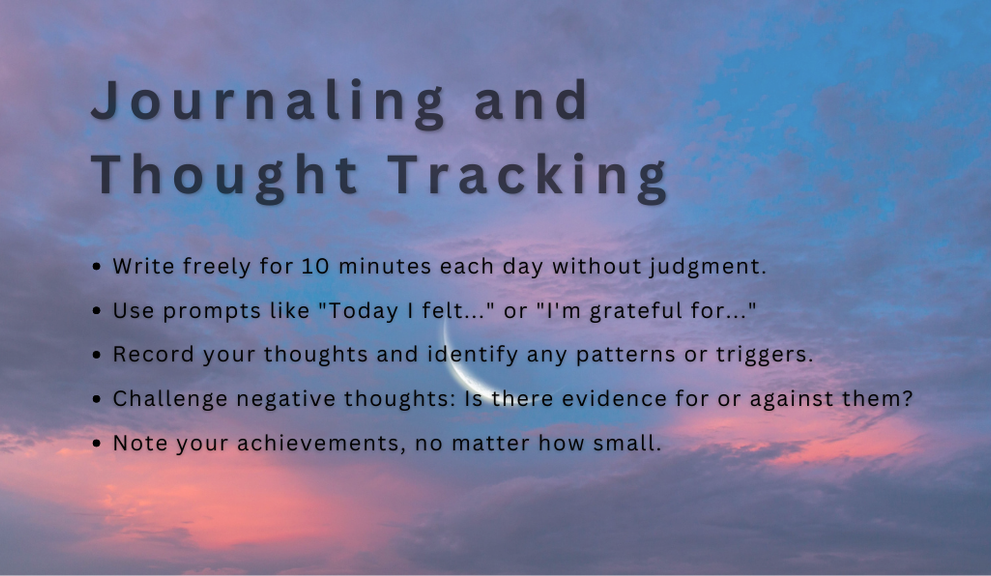 Journaling and
Thought Tracking
• Write freely for 10 minutes each day without judgment.
• Use prompts like "Today I felt..." or "I'm grateful for..."
• Record your thoughts and identify any patterns or triggers.
• Challenge negative thoughts: Is there evidence for or against them?
• Note your achievements, no matter how small.